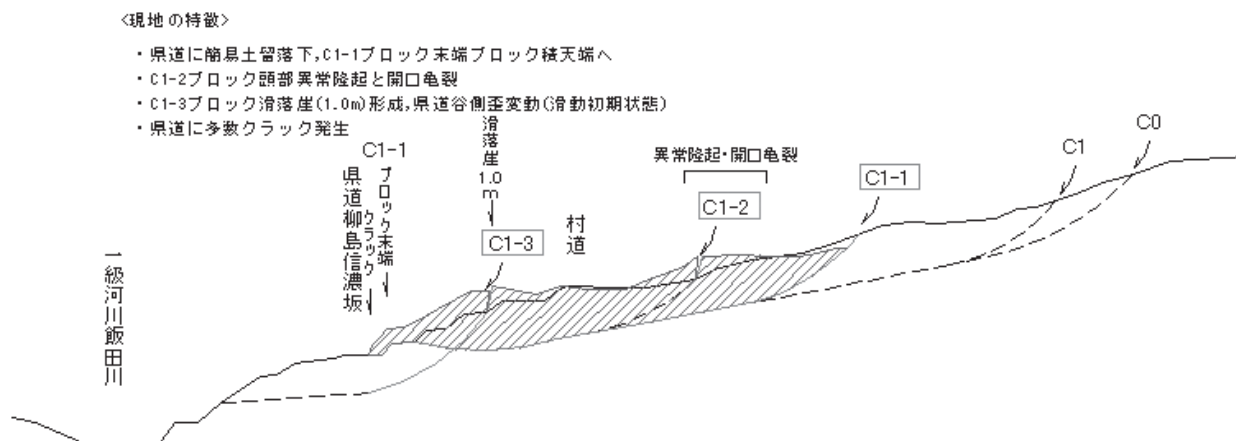 <現地の特徴>
・県道に簡易土留落下,C1-1ブロック末端ブロック積天端へ
・C1-2ブロック頭部異常隆起と開口亀裂
・C1-3ブロック滑落崖(1.0m)形成,県道谷側歪変動(滑動初期状態)
・県道に多数クラック発生
C1-1
ブロック末端
クラック
県道柳島信濃坂
滑落崖1.0m
C1-3
村道
異常隆起・開口亀裂
C1-2
C1-1
C1
C0
一級河川飯田川